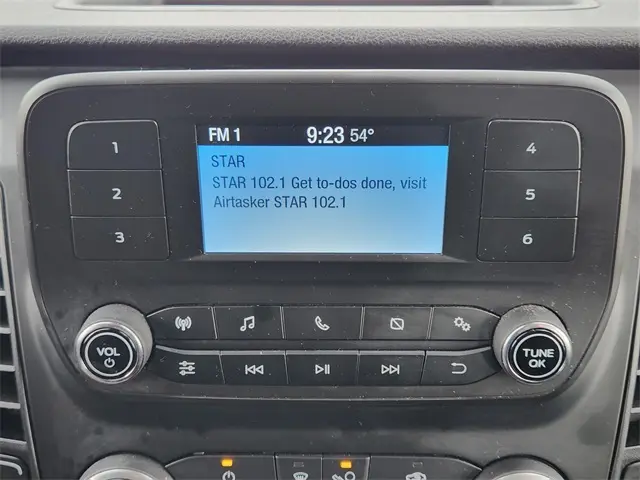 FM 1 9:23 54°
STAR
STAR 102.1 Get to-dos done, visit
Airtasker STAR 102.1
1
2
3
4
5
6
VOL
TUNE
OK